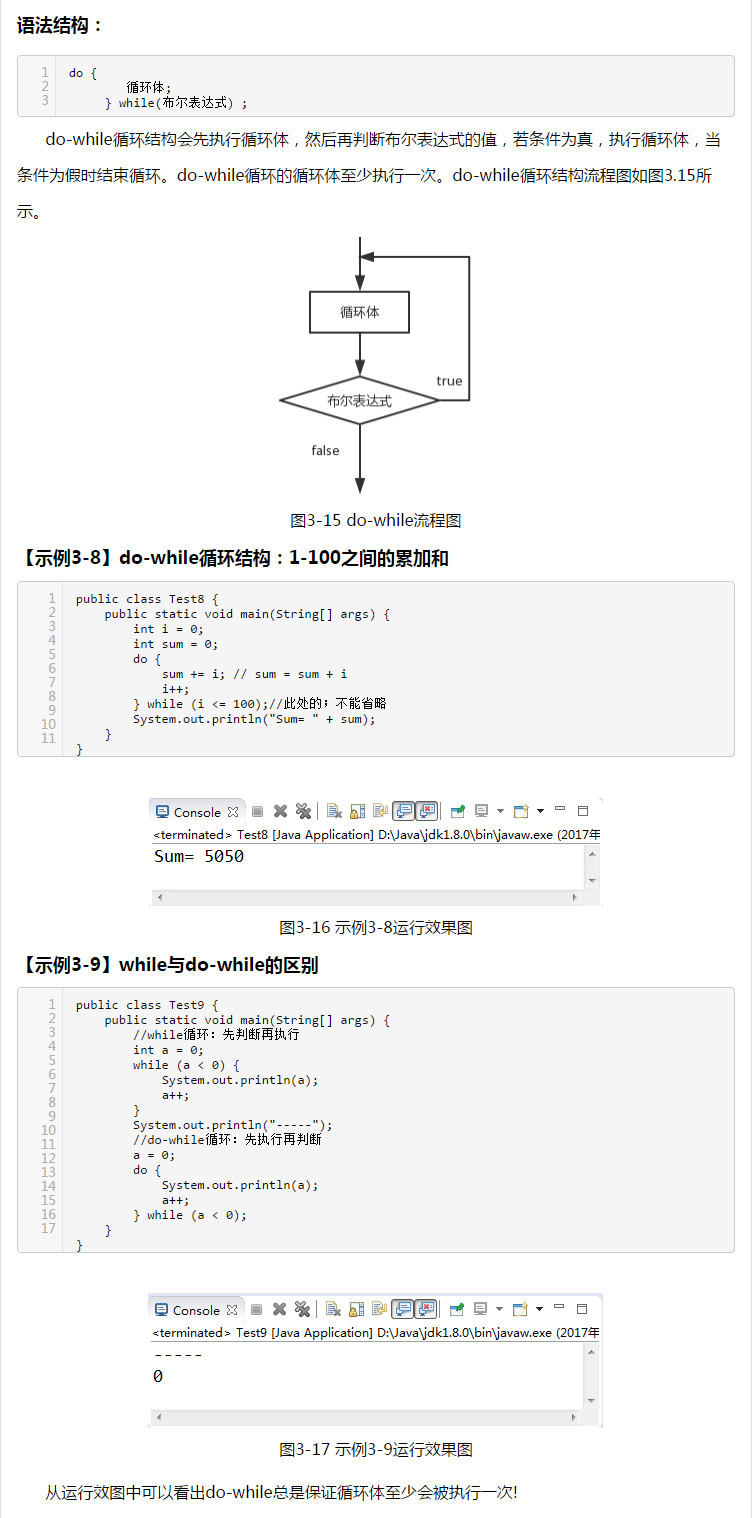 语法结构：
1 do {
2 循环体;
3 } while(布尔表达式) ;
do-while循环结构会先执行循环体，然后再判断布尔表达式的值，若条件为真，执行循环体，当
条件为假时结束循环。do-while循环的循环体至少执行一次。do-while循环结构流程图如图3.15所
示。
循环体
true
布尔表达式
false
图3-15 do-while流程图
【示例3-8】do-while循环结构：1-100之间的累加和
1 public class Test8 {
2 public static void main(String[] args) {
3 int i = 0;
4 int sum = 0;
5 do {
6 sum += i; // sum = sum + i
7 i++;
8 } while (i <= 100);//此处的；不能省略
9 System.out.println("Sum= " + sum);
10 }
11 }
Console
<terminated> Test8 [Java Application] D:\Java\jdk1.8.0\bin\javaw.exe (2017年
Sum= 5050
图3-16 示例3-8运行效果图
【示例3-9】while与do-while的区别
1 public class Test9 {
2 public static void main(String[] args) {
3 //while循环：先判断再执行
4 int a = 0;
5 while (a < 0) {
6 System.out.println(a);
7 a++;
8 }
9 System.out.println("-----");
10 //do-while循环：先执行再判断
11 a = 0;
12 do {
13 System.out.println(a);
14 a++;
15 } while (a < 0);
16 }
17 }
Console
<terminated> Test9 [Java Application] D:\Java\jdk1.8.0\bin\javaw.exe (2017年
-----
0
图3-17 示例3-9运行效果图
从运行效图中可以看出do-while总是保证循环体至少会被执行一次!